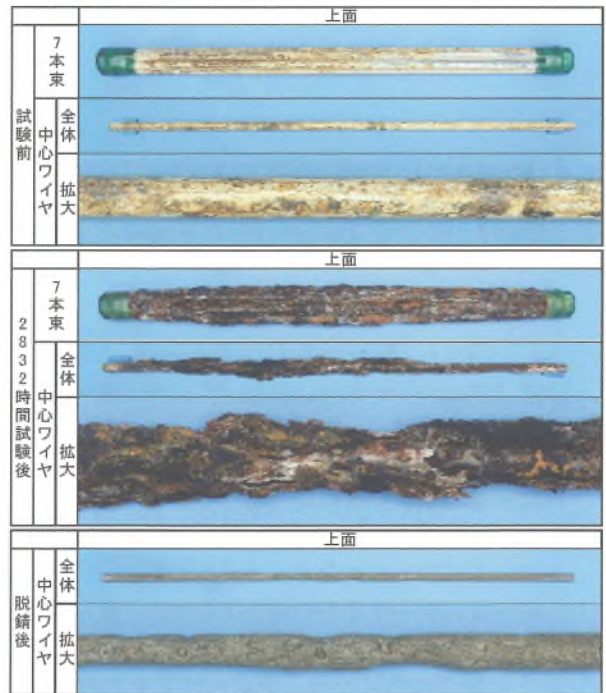 上面
試験前
7本束
中心ワイヤ
全体
拡大
上面
2832時間試験後
7本束
中心ワイヤ
全体
拡大
上面
脱錆後
中心ワイヤ
全体
拡大